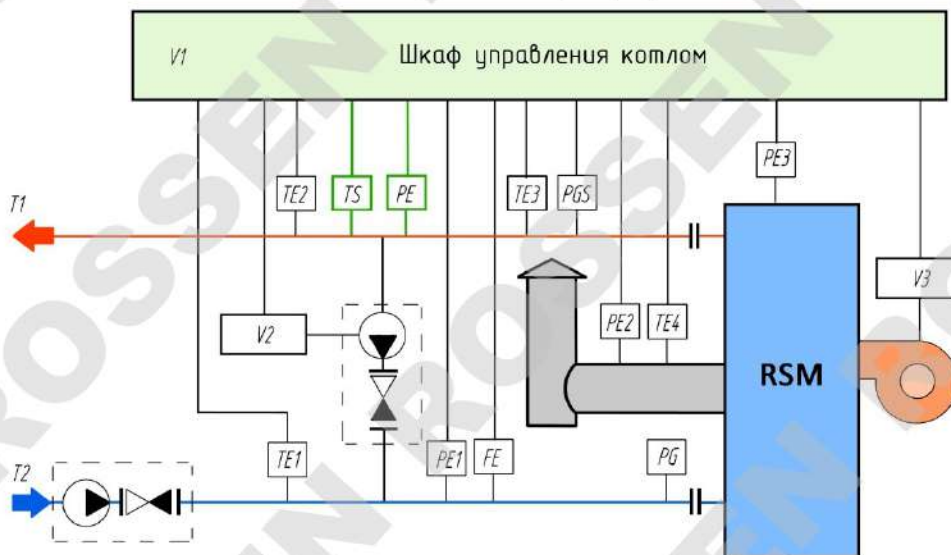 V1 Шкаф управления котлом
PE3
TE2 TS PE TE3 PGS
T1
V3
PE2 TE4
V2
RSM
TE1 PE1 FE PG
T2
ROSSEN
ROSSEN